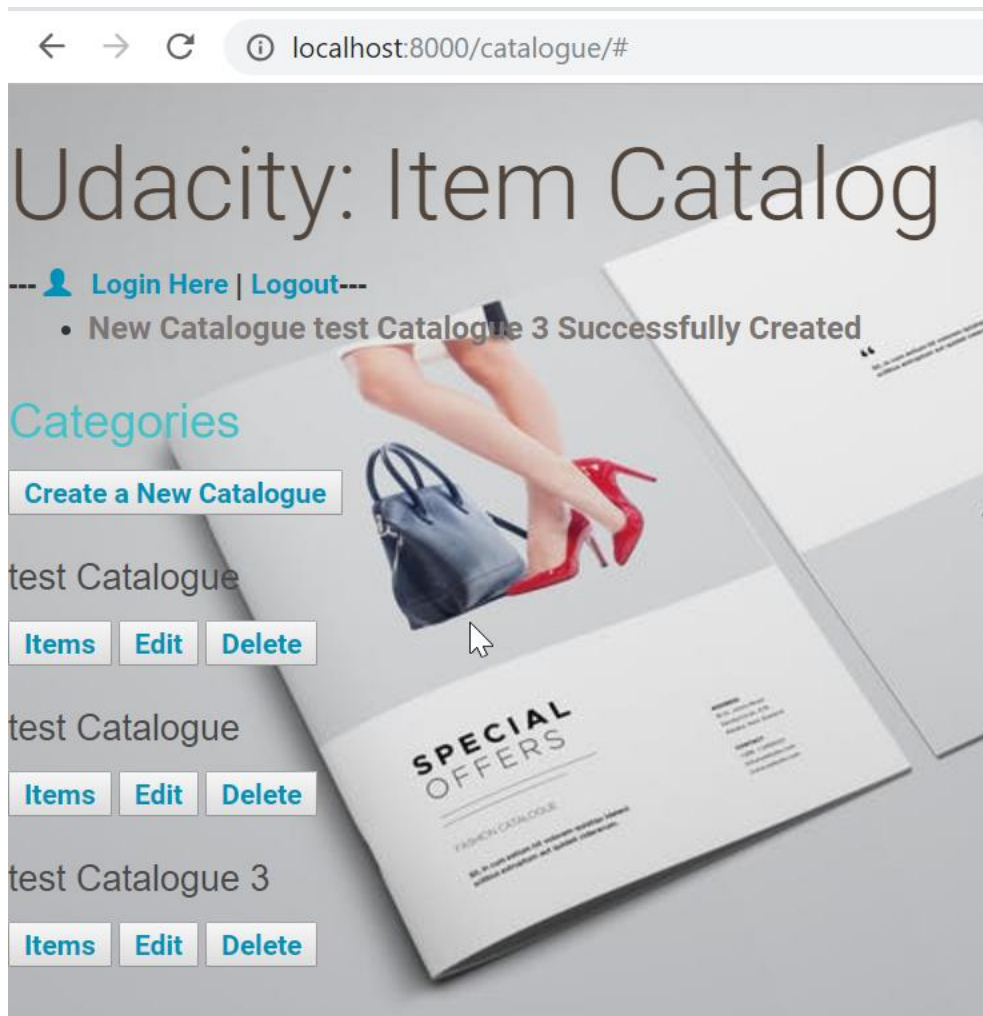 localhost:8000/catalogue/#
Udacity: Item Catalog
--- Login Here | Logout---
• New Catalogue test Catalogue 3 Successfully Created
Categories
Create a New Catalogue
test Catalogue
Items Edit Delete
test Catalogue
Items Edit Delete
test Catalogue 3
Items Edit Delete
SPECIAL
OFFERS
FASHION CATALOGUE